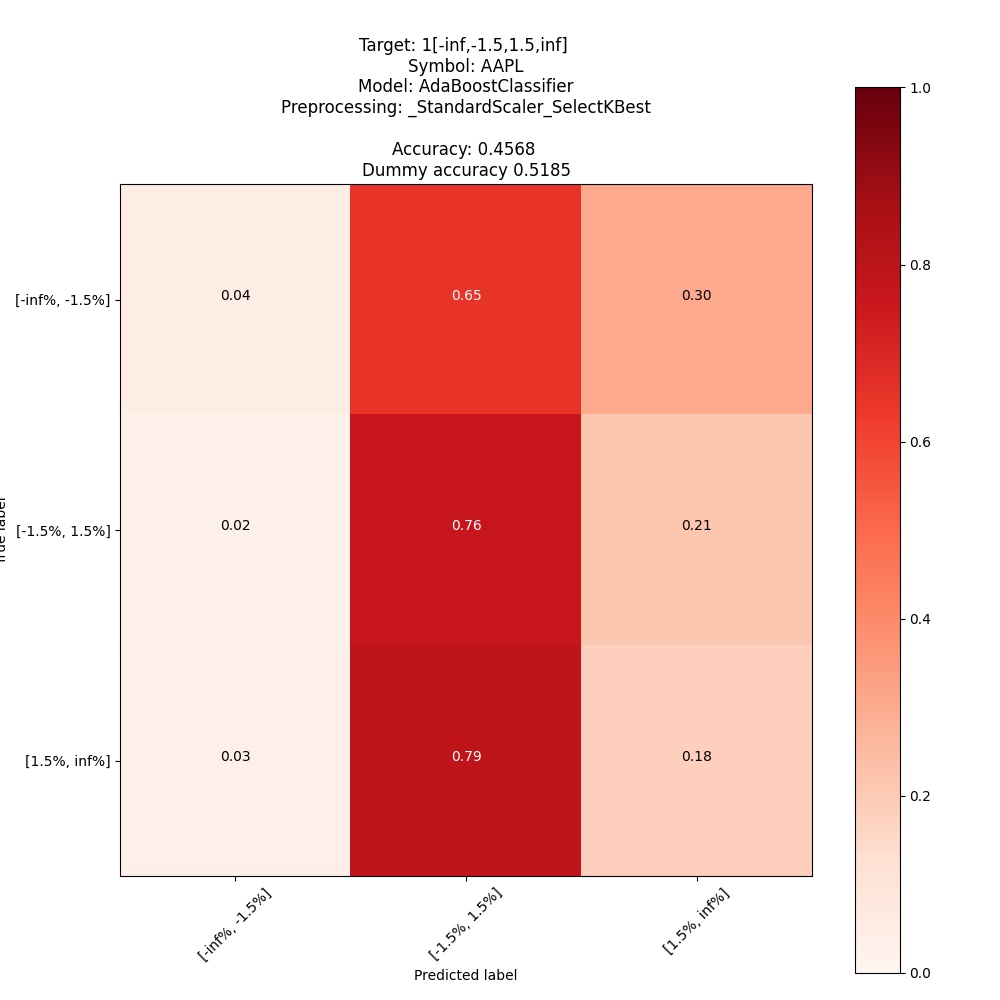 Target: 1[-inf,-1.5,1.5,inf]
Symbol: AAPL
Model: AdaBoostClassifier
Preprocessing: _StandardScaler_SelectKBest
Accuracy: 0.4568
Dummy accuracy 0.5185
1.0
0.8
0.6
0.4
0.2
0.0
[-inf%, -1.5%]
0.04
0.65
0.30
[-1.5%, 1.5%]
0.02
0.76
0.21
[1.5%, inf%]
0.03
0.79
0.18
[-inf%, -1.5%]
[-1.5%, 1.5%]
[1.5%, inf%]
Predicted label